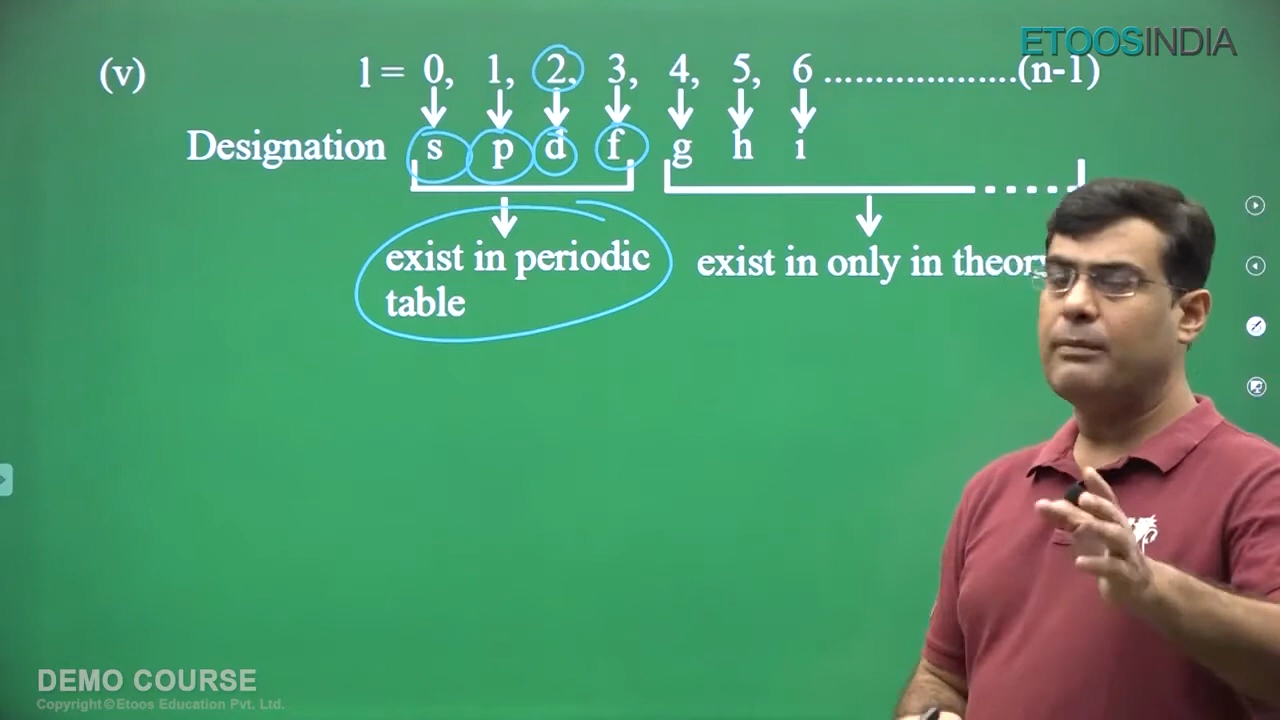 ETOOSINDIA
(v) l = 0, 1, 2, 3, 4, 5, 6 ...................(n-1)
Designation s p d f g h i
exist in periodic table
exist in only in theory
DEMO COURSE
Copyright©Etoos Education Pvt. Ltd.